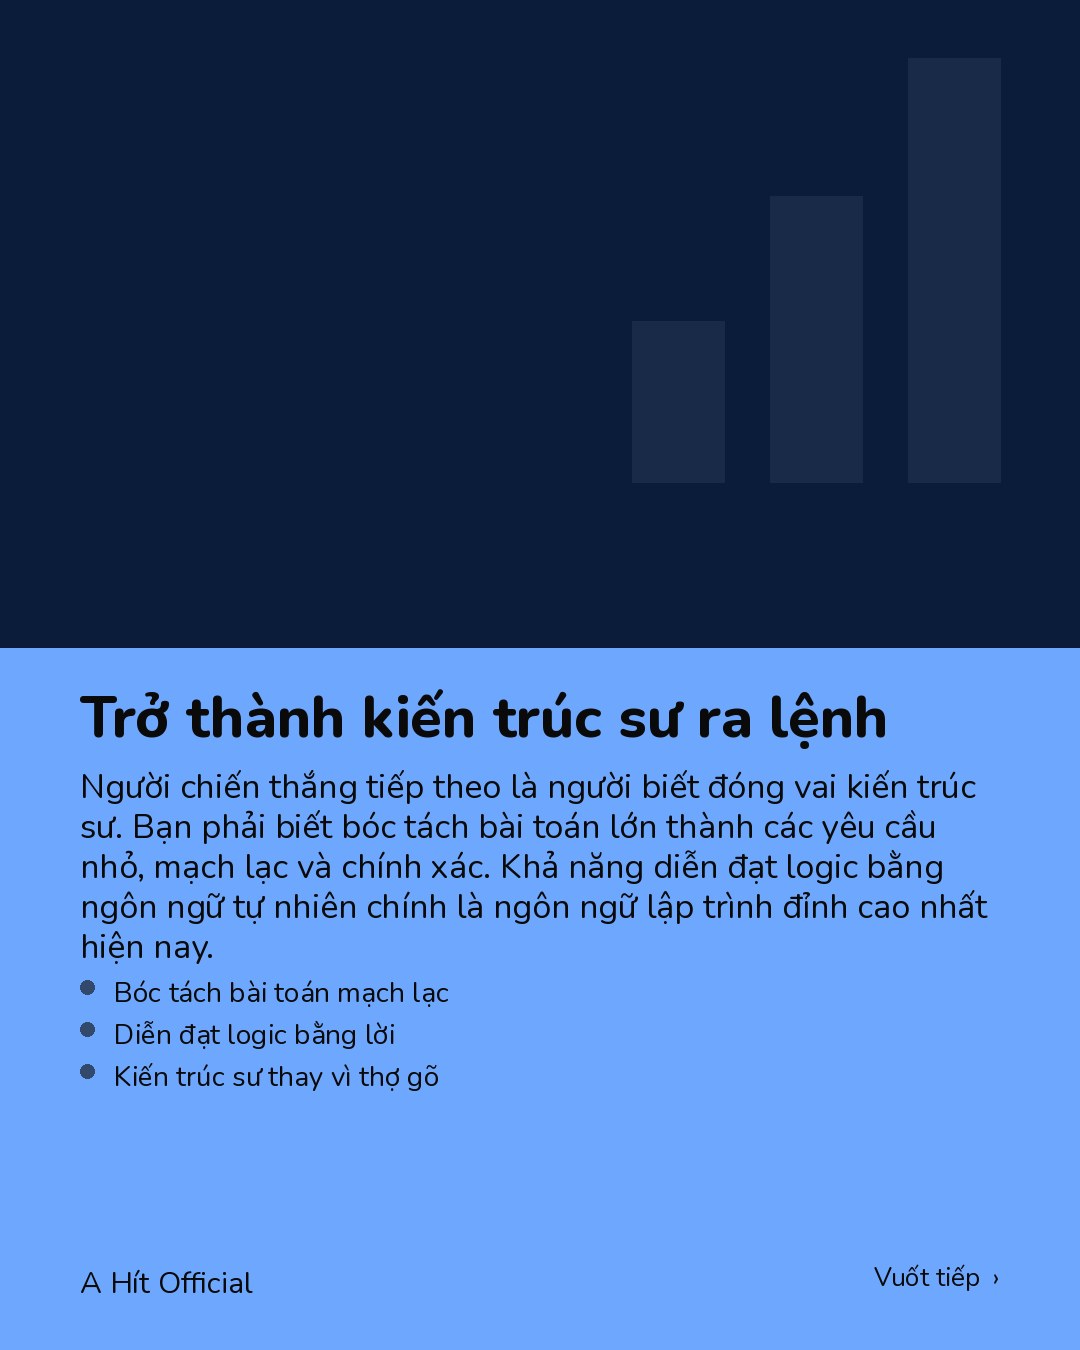 Trở thành kiến trúc sư ra lệnh
Người chiến thắng tiếp theo là người biết đóng vai kiến trúc
sư. Bạn phải biết bóc tách bài toán lớn thành các yêu cầu
nhỏ, mạch lạc và chính xác. Khả năng diễn đạt logic bằng
ngôn ngữ tự nhiên chính là ngôn ngữ lập trình đỉnh cao nhất
hiện nay.
Bóc tách bài toán mạch lạc
Diễn đạt logic bằng lời
Kiến trúc sư thay vì thợ gõ
A Hít Official
Vuốt tiếp ›